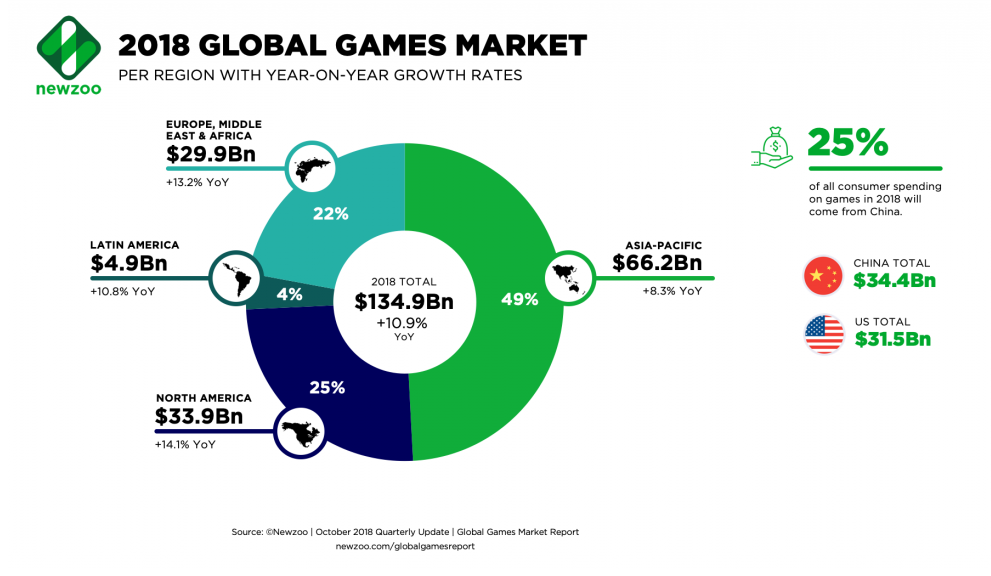 newzoo
2018 GLOBAL GAMES MARKET
PER REGION WITH YEAR-ON-YEAR GROWTH RATES
EUROPE, MIDDLE
EAST & AFRICA
$29.9Bn
+13.2% YoY
22%
LATIN AMERICA
$4.9Bn
+10.8% YoY
4%
NORTH AMERICA
$33.9Bn
+14.1% YoY
25%
2018 TOTAL
$134.9Bn
+10.9%
YoY
49%
ASIA-PACIFIC
$66.2Bn
+8.3% YoY
$
25%
of all consumer spending
on games in 2018 will
come from China.
CHINA TOTAL
$34.4Bn
US TOTAL
$31.5Bn
Source: ©Newzoo | October 2018 Quarterly Update | Global Games Market Report
newzoo.com/globalgamesreport